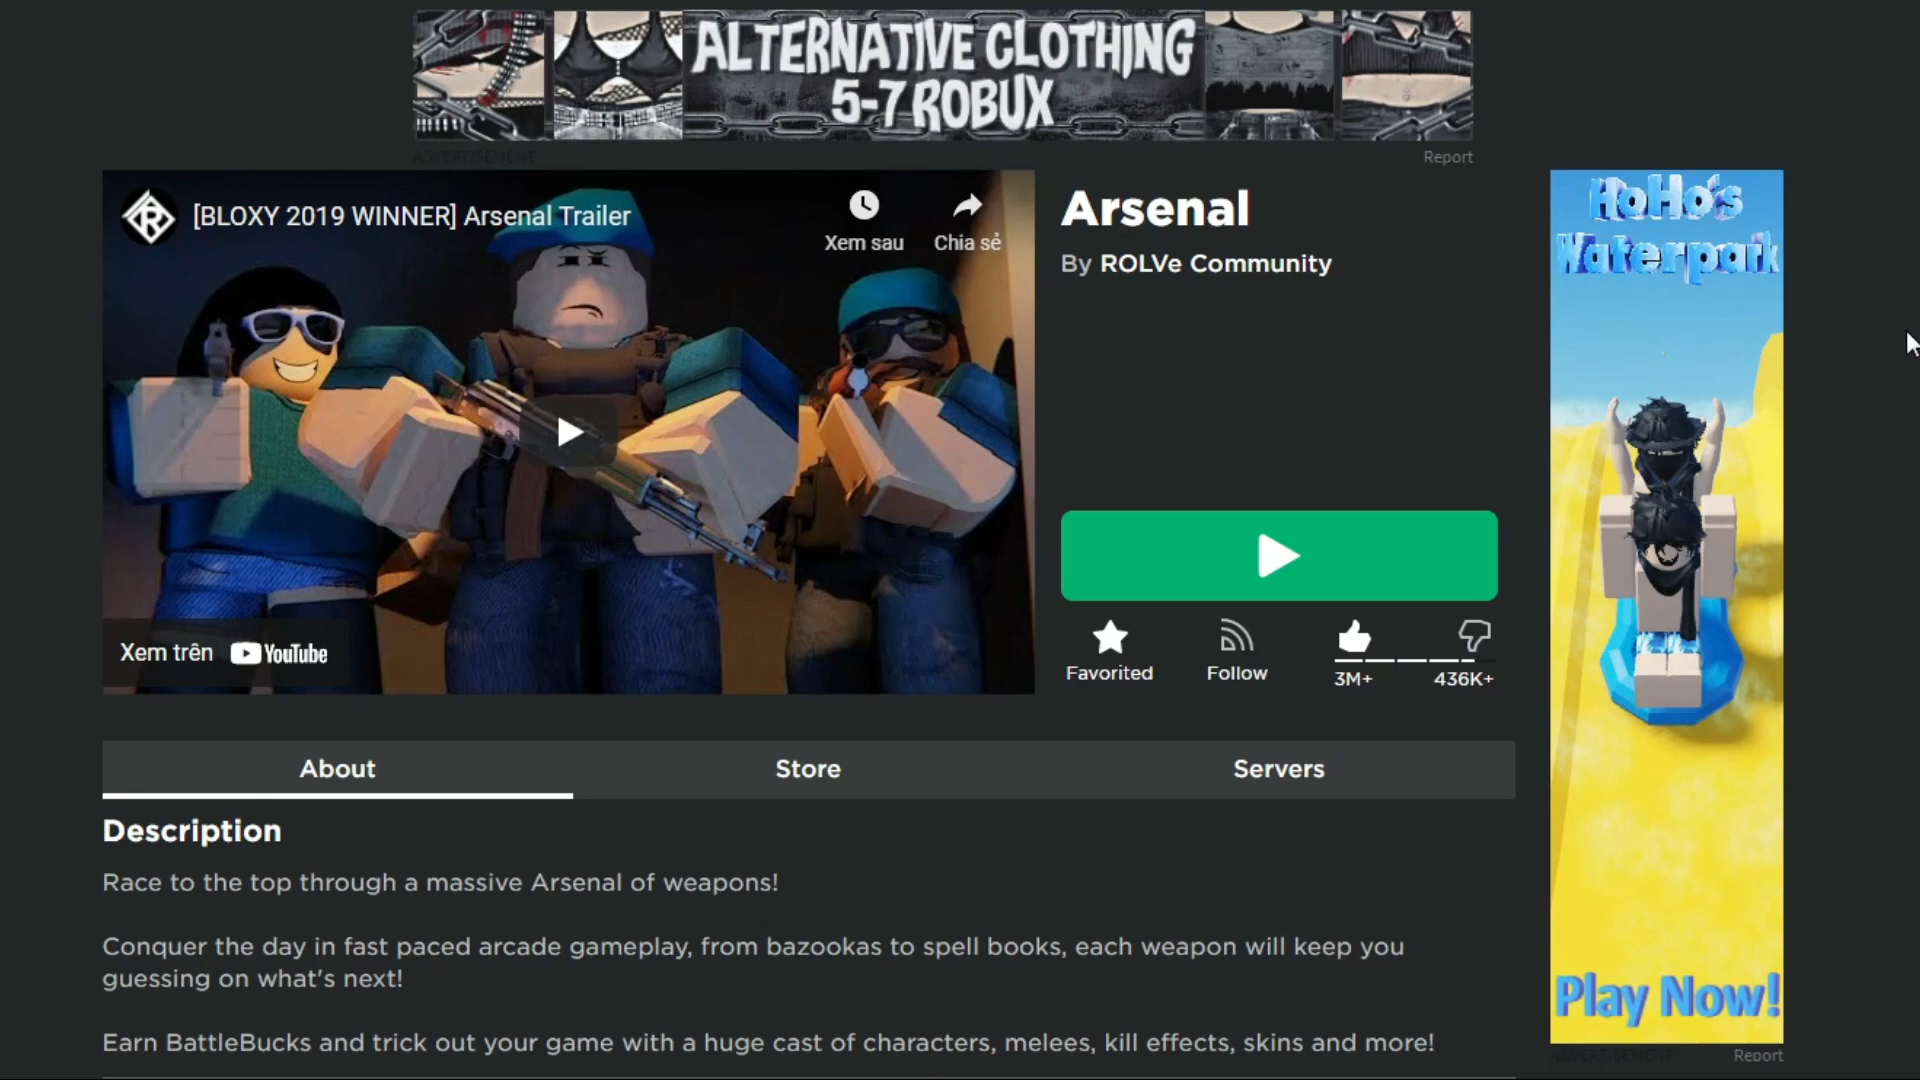 ALTERNATIVE CLOTHING
5-7 ROBUX
ADVERTISEMENT
Report
[BLOXY 2019 WINNER] Arsenal Trailer
Xem sau
Chia sẻ
Xem trên YouTube
Arsenal
By ROLVe Community
Favorited
Follow
3M+
436K+
HoHo's
Waterpark
Play Now!
ADVERTISEMENT
Report
About
Store
Servers
Description
Race to the top through a massive Arsenal of weapons!
Conquer the day in fast paced arcade gameplay, from bazookas to spell books, each weapon will keep you
guessing on what's next!
Earn BattleBucks and trick out your game with a huge cast of characters, melees, kill effects, skins and more!